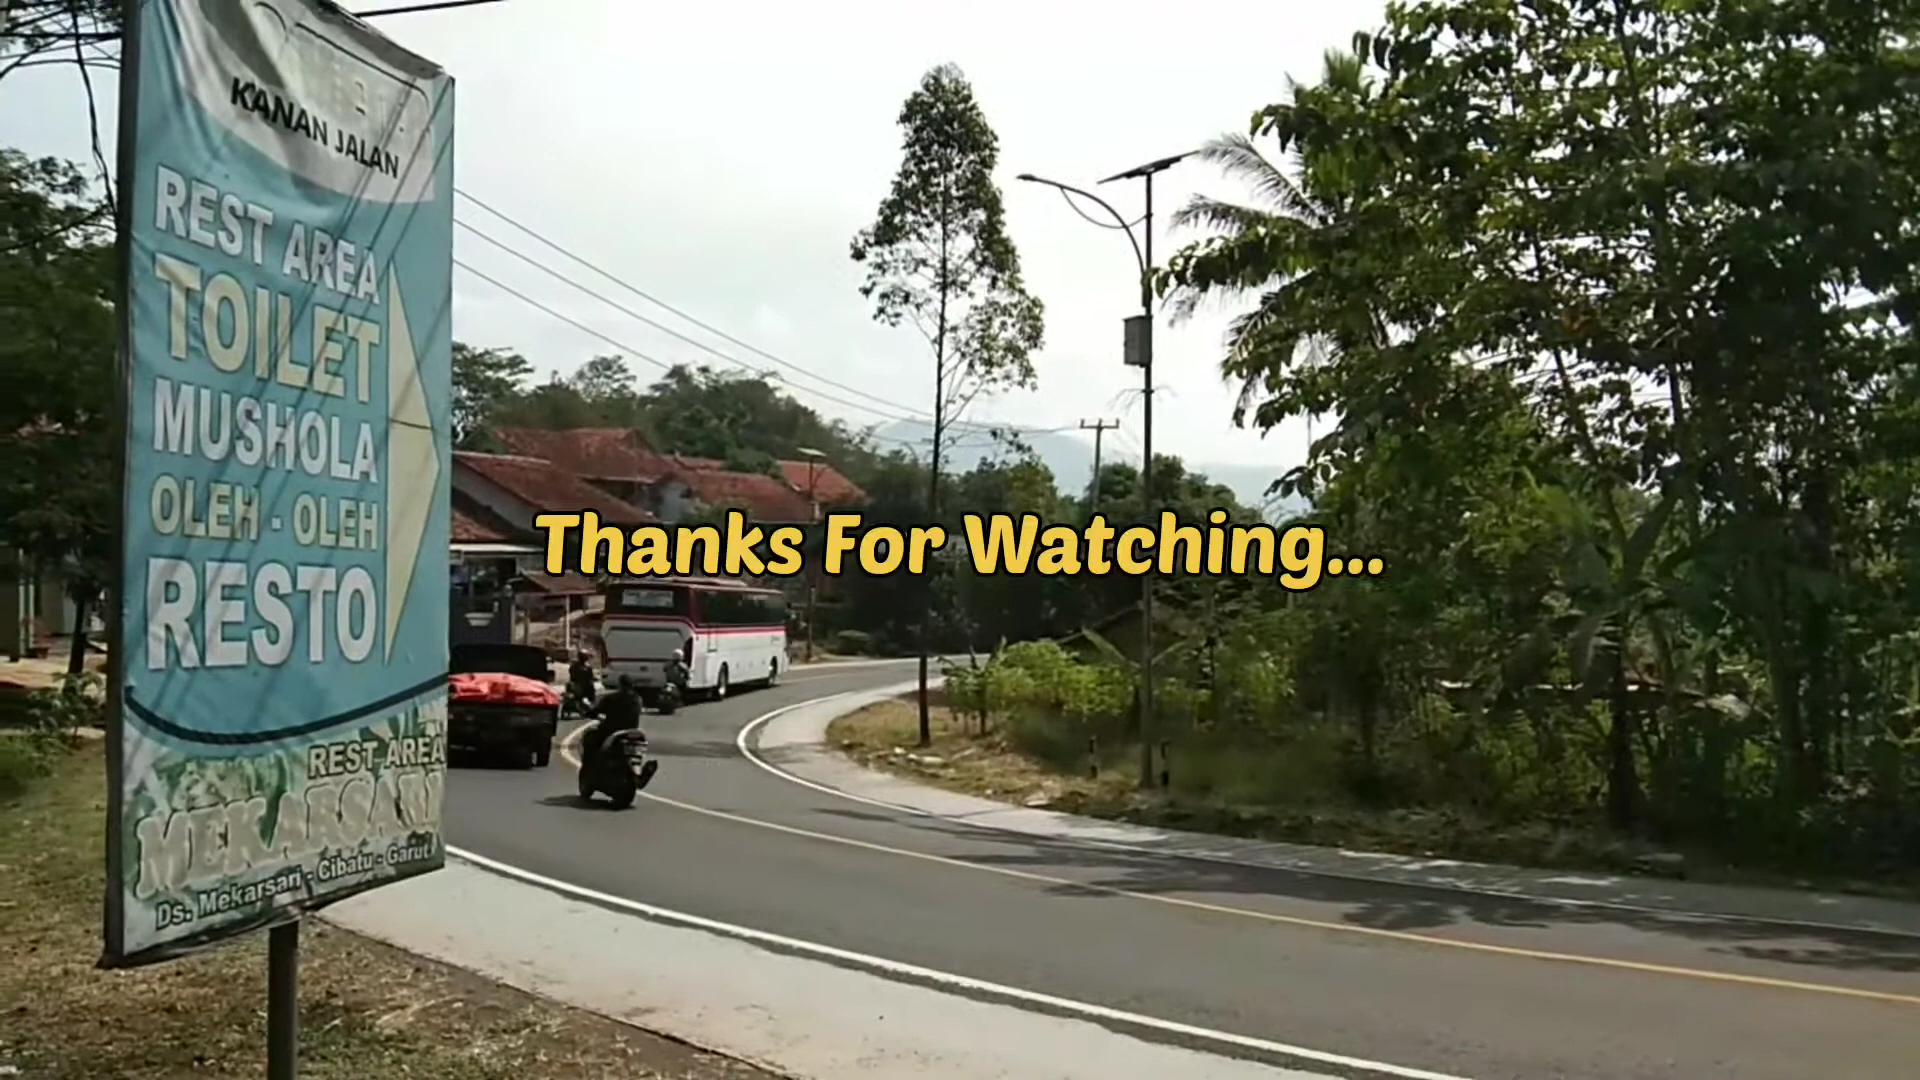 KANAN JALAN
REST AREA
TOILET
MUSHOLA
OLEH - OLEH
RESTO
REST AREA
MEKARSARI
Ds. Mekarsari - Cibatu - Garut
Thanks For Watching...